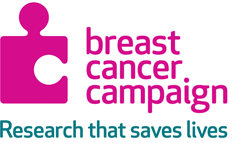 breast
cancer
campaign
Research that saves lives